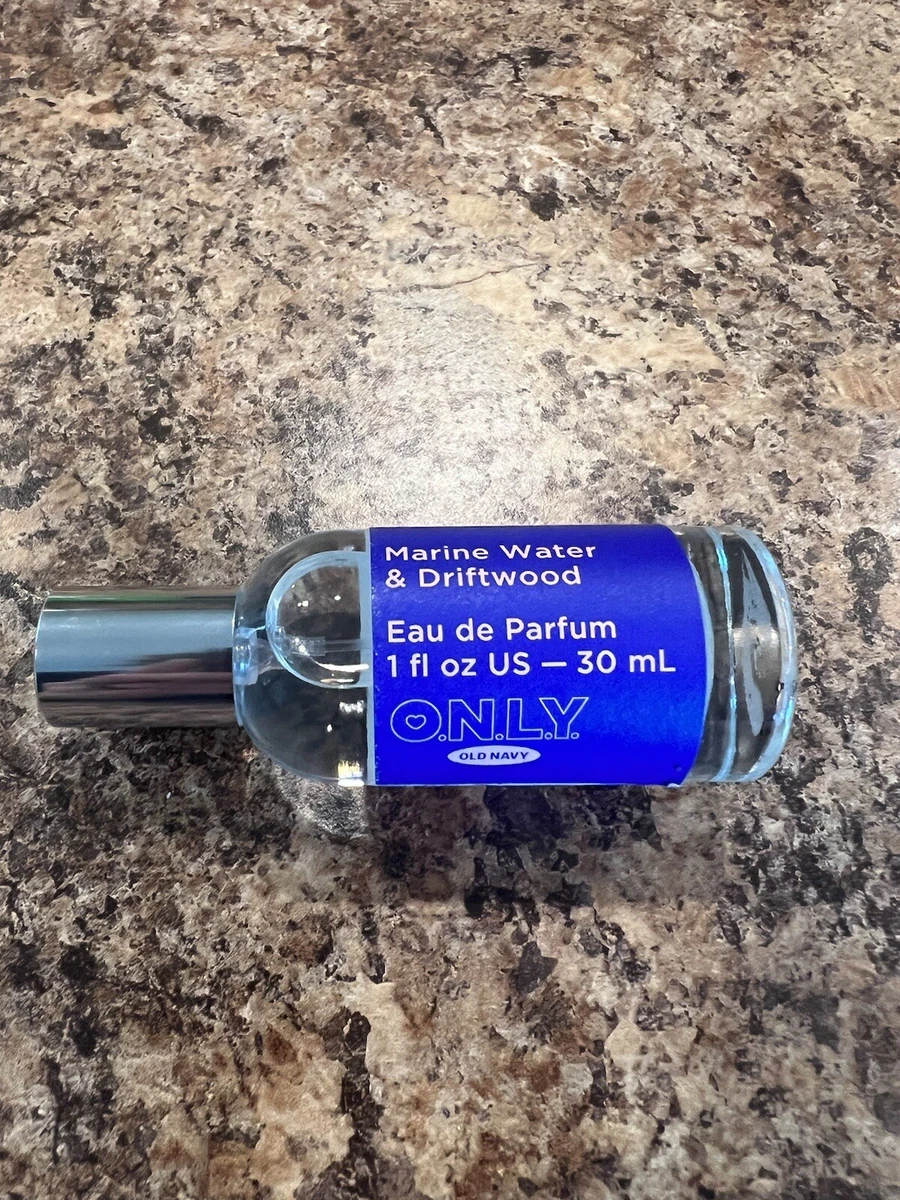 Marine Water
& Driftwood
Eau de Parfum
1 fl oz US — 30 mL
O.N.L.Y.
OLD NAVY